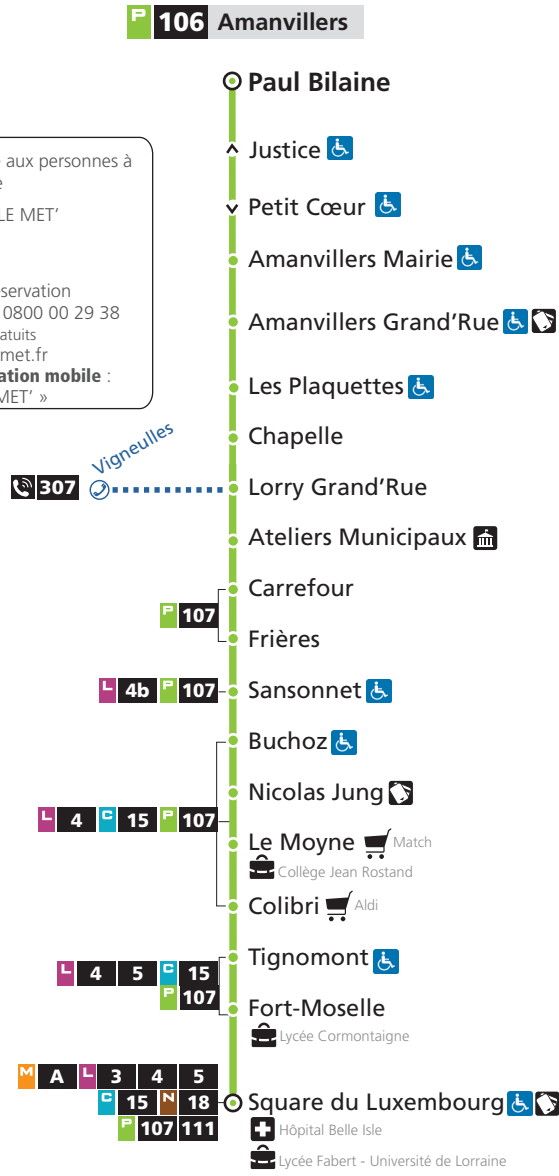 P 106 Amanvillers
Paul Bilaine
Justice
Petit Cœur
Amanvillers Mairie
Amanvillers Grand'Rue
Les Plaquettes
Chapelle
Vigneulles
307 Lorry Grand'Rue
Ateliers Municipaux
Carrefour
P 107
Frières
L 4b P 107 Sansonnet
Buchoz
Nicolas Jung
L 4 C 15 P 107
Le Moyne Match
Collège Jean Rostand
Colibri Aldi
Tignomont
L 4 5 C 15
P 107
Fort-Moselle
Lycée Cormontaigne
M A L 3 4 5
C 15 N 18 Square du Luxembourg
P 107 111
Hôpital Belle Isle
Lycée Fabert - Université de Lorraine
aux personnes à
LE MET'
0800 00 29 38
met.fr
mobile :
MET' »